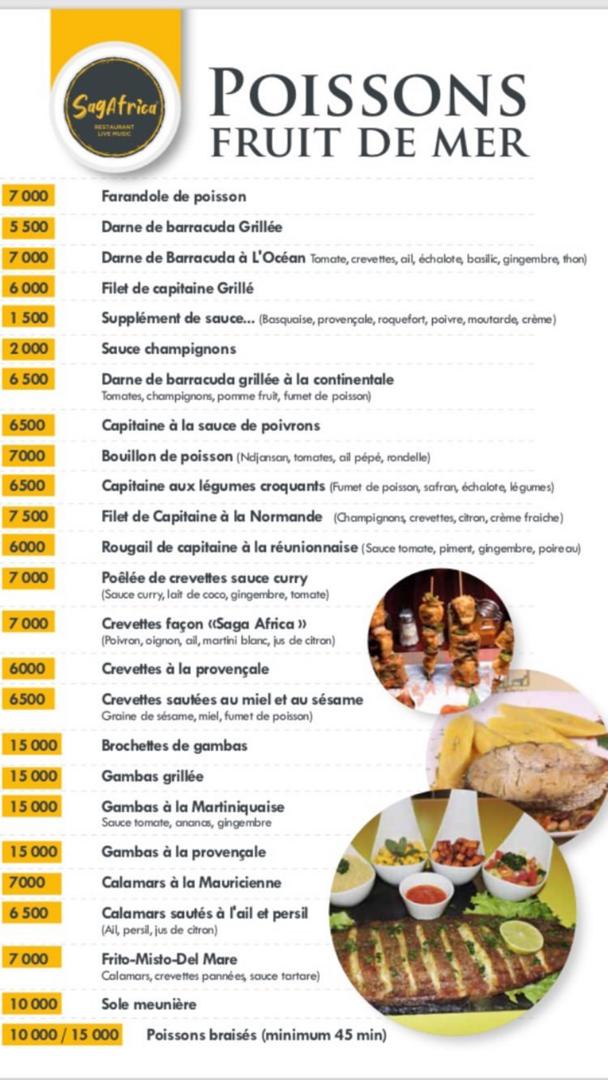 SagAfrica
RESTAURANT
LIVE MUSIC
POISSONS
FRUIT DE MER
7 000 Farandole de poisson
5 500 Darne de barracuda Grillée
7 000 Darne de Barracuda à L'Océan Tomate, crevettes, ail, échalote, basilic, gingembre, thon)
6 000 Filet de capitaine Grillé
1 500 Supplément de sauce... (Basquaise, provençale, roquefort, poivre, moutarde, crème)
2 000 Sauce champignons
6 500 Darne de barracuda grillée à la continentale
Tomates, champignons, pomme fruit, fumet de poisson)
6500 Capitaine à la sauce de poivrons
7000 Bouillon de poisson (Ndjansan, tomates, ail pépé, rondelle)
6500 Capitaine aux légumes croquants (Fumet de poisson, safran, échalote, légumes)
7 500 Filet de Capitaine à la Normande (Champignons, crevettes, citron, crème fraiche)
6000 Rougail de capitaine à la réunionnaise (Sauce tomate, piment, gingembre, poireau)
7 000 Poêlée de crevettes sauce curry
(Sauce curry, lait de coco, gingembre, tomate)
7 000 Crevettes façon «Saga Africa »
(Poivron, oignon, ail, martini blanc, jus de citron)
6000 Crevettes à la provençale
6500 Crevettes sautées au miel et au sésame
Graine de sésame, miel, fumet de poisson)
15 000 Brochettes de gambas
15 000 Gambas grillée
15 000 Gambas à la Martiniquaise
Sauce tomate, ananas, gingembre
15 000 Gambas à la provençale
7000 Calamars à la Mauricienne
6 500 Calamars sautés à l'ail et persil
(Ail, persil, jus de citron)
7 000 Frito-Misto-Del Mare
Calamars, crevettes pannées, sauce tartare)
10 000 Sole meunière
10 000 / 15 000 Poissons braisés (minimum 45 min)